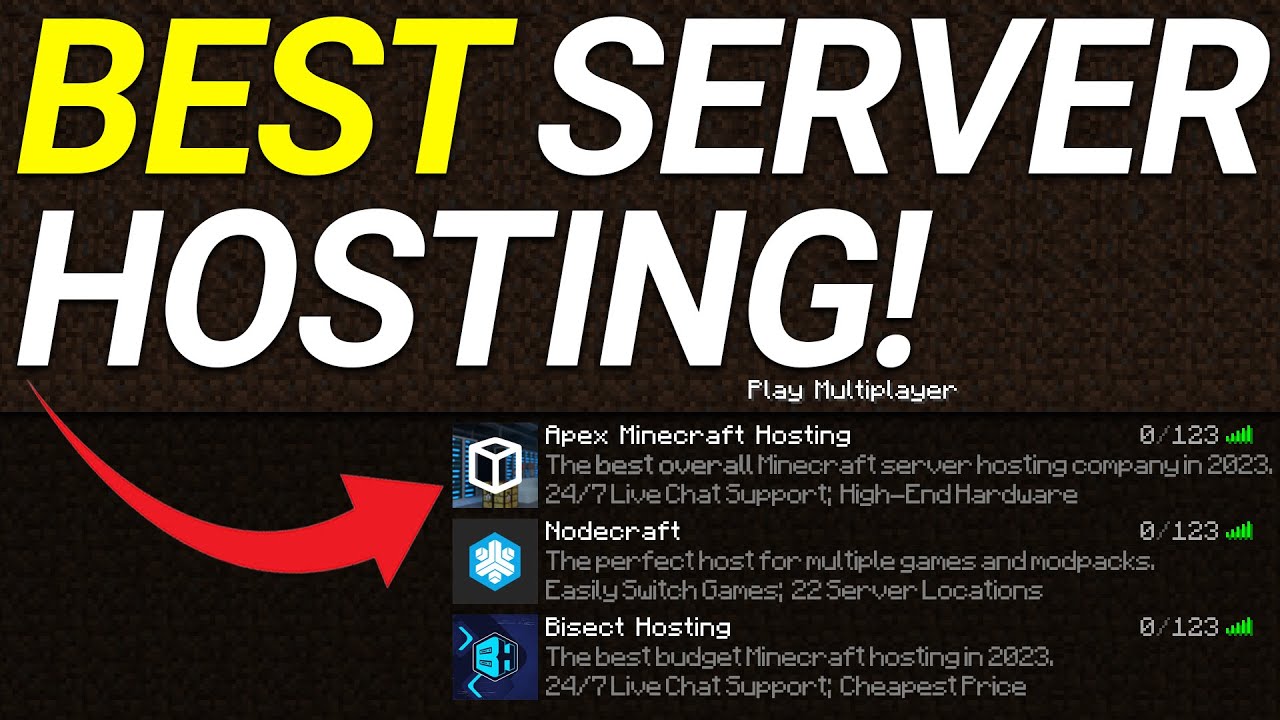 BEST SERVER
HOSTING!
Play Multiplayer
Apex Minecraft Hosting 0/123
The best overall Minecraft server hosting company in 2023.
24/7 Live Chat Support; High-End Hardware
Nodecraft 0/123
The perfect host for multiple games and modpacks.
Easily Switch Games; 22 Server Locations
BH
Bisect Hosting 0/123
The best budget Minecraft hosting in 2023.
24/7 Live Chat Support; Cheapest Price